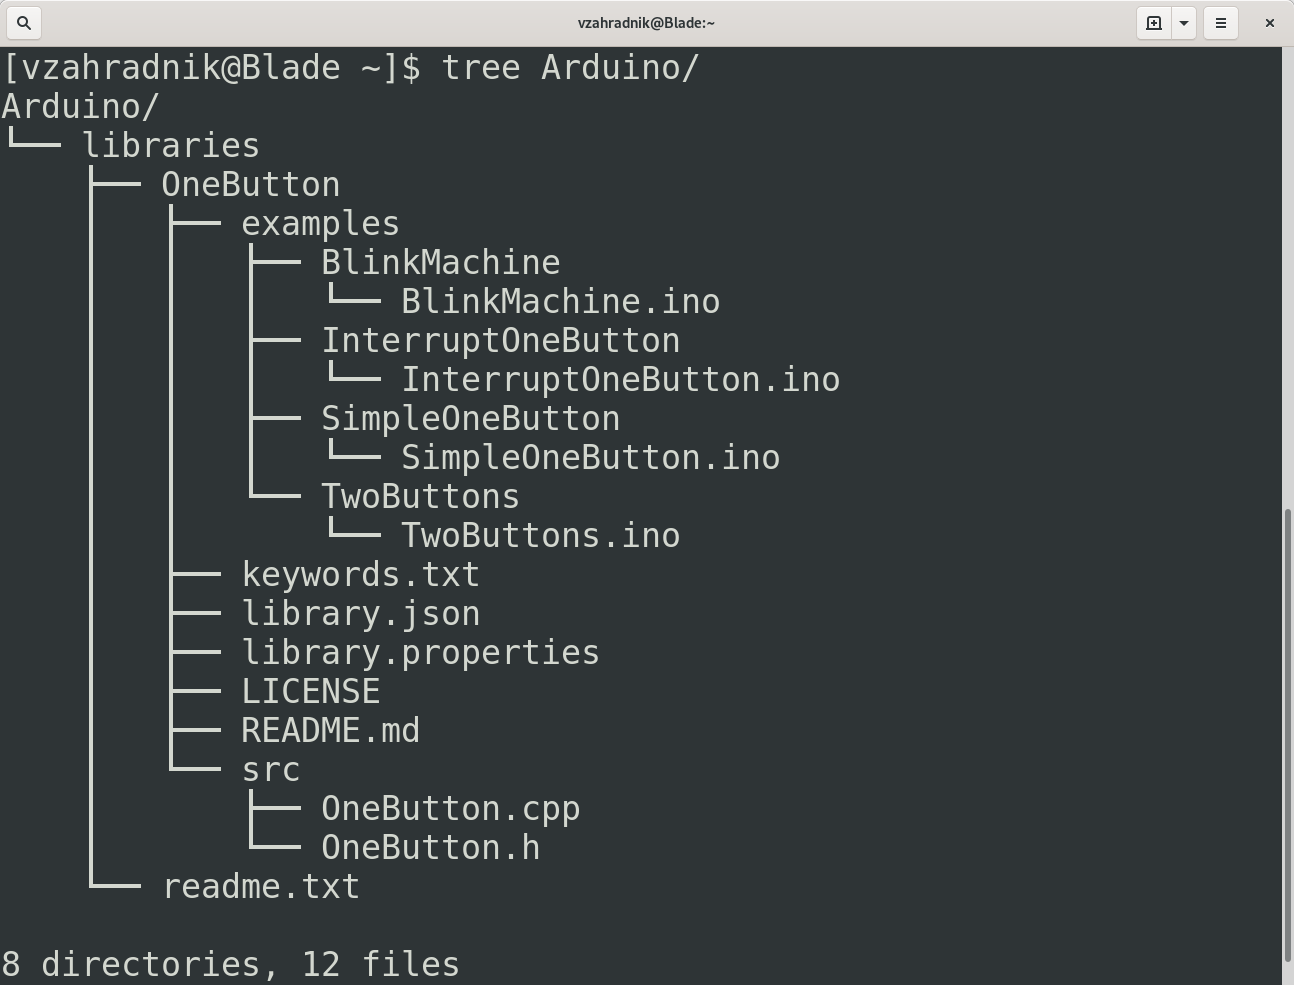 vzahradnik@Blade:~
[vzahradnik@Blade ~]$ tree Arduino/
Arduino/
└── libraries
    ├── OneButton
    │   ├── examples
    │   │   ├── BlinkMachine
    │   │   │   └── BlinkMachine.ino
    │   │   ├── InterruptOneButton
    │   │   │   └── InterruptOneButton.ino
    │   │   ├── SimpleOneButton
    │   │   │   └── SimpleOneButton.ino
    │   │   └── TwoButtons
    │   │       └── TwoButtons.ino
    │   ├── keywords.txt
    │   ├── library.json
    │   ├── library.properties
    │   ├── LICENSE
    │   ├── README.md
    │   └── src
    │       ├── OneButton.cpp
    │       └── OneButton.h
    └── readme.txt

8 directories, 12 files